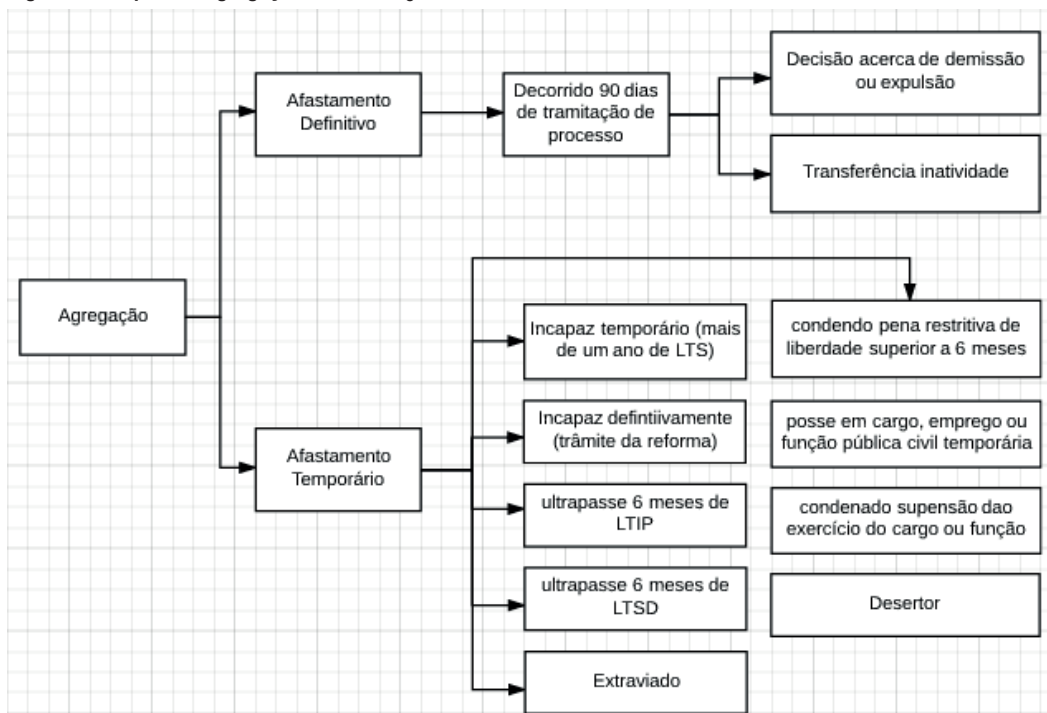 Afastamento
Definitivo
Decorrido 90 dias
de tramitação de
processo
Decisão acerca de demissão
ou expulsão
Transferência inatividade
Agregação
Afastamento
Temporário
Incapaz temporário (mais
de um ano de LTS)
Incapaz defintiivamente
(trâmite da reforma)
ultrapasse 6 meses de
LTIP
ultrapasse 6 meses de
LTSD
Extraviado
condendo pena restritiva de
liberdade superior a 6 meses
posse em cargo, emprego ou
função pública civil temporária
condenado supensão dao
exercício do cargo ou função
Desertor